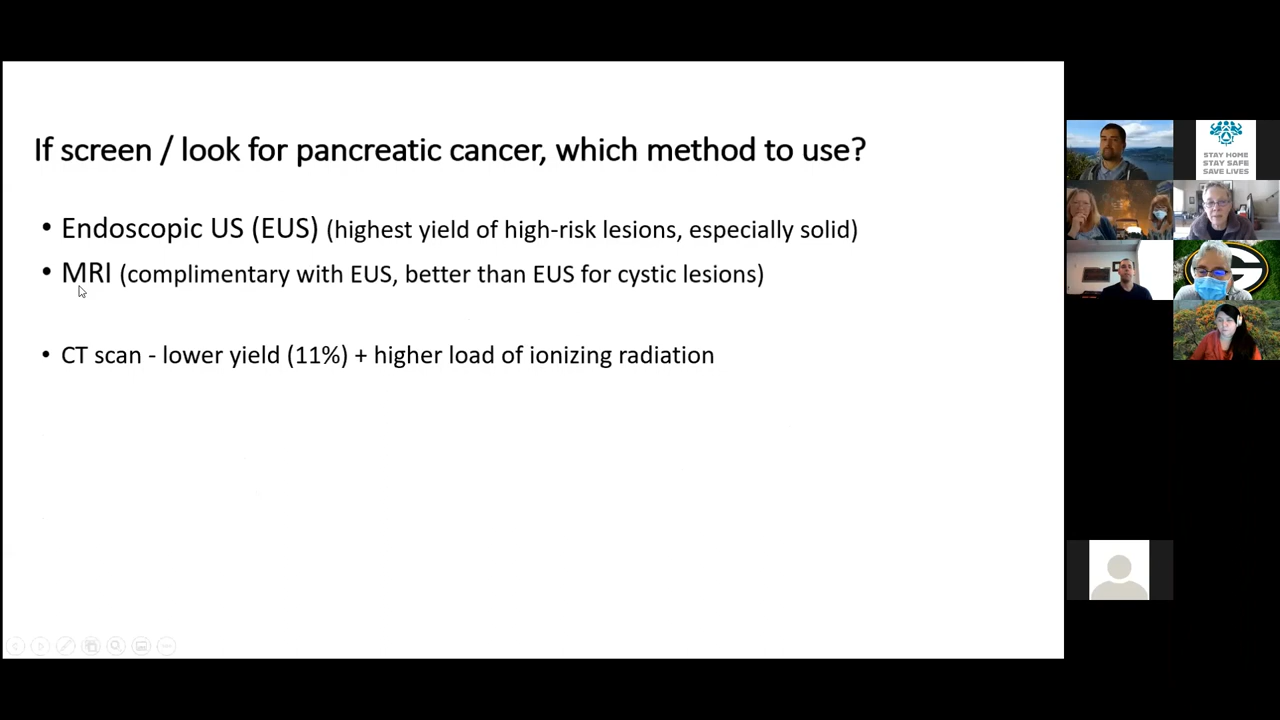 If screen / look for pancreatic cancer, which method to use?
• Endoscopic US (EUS) (highest yield of high-risk lesions, especially solid)
• MRI (complimentary with EUS, better than EUS for cystic lesions)
• CT scan - lower yield (11%) + higher load of ionizing radiation
STAY HOME
STAY SAFE
SAVE LIVES
G